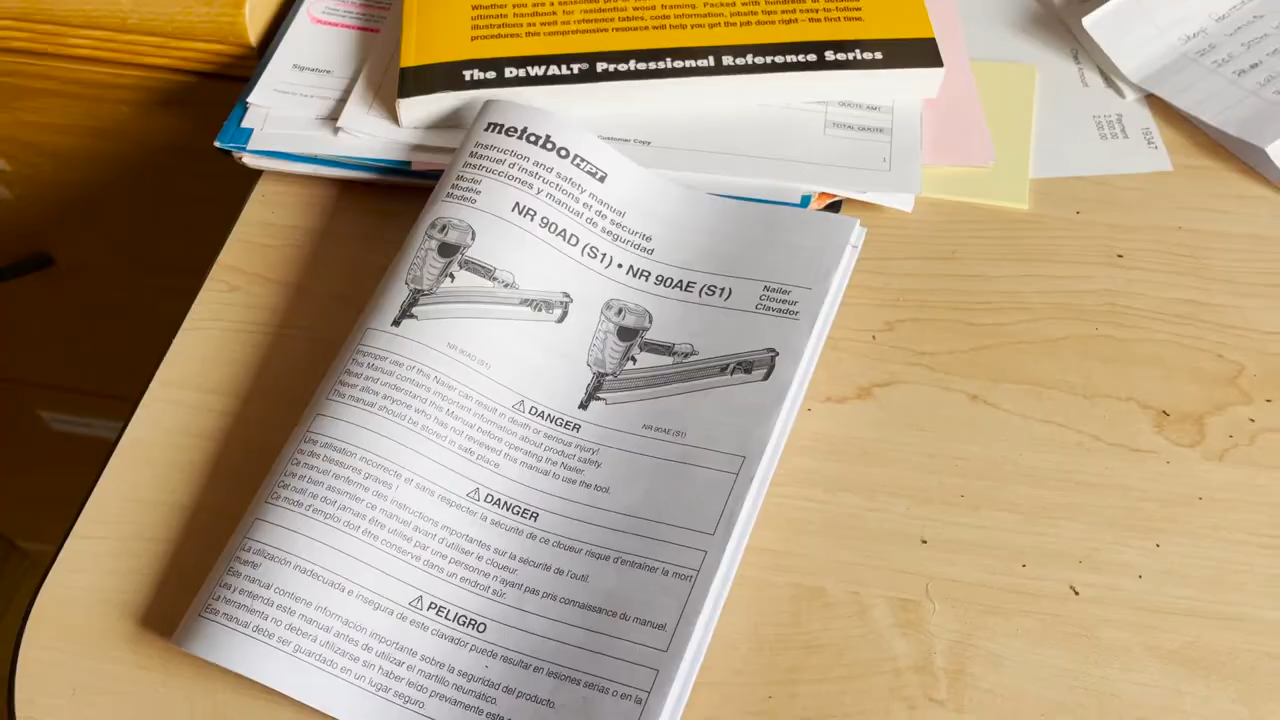 Whether you are a seasoned
ultimate handbook for residential wood framing. Packed with hundreds of detailed
illustrations as well as reference tables, code information, jobsite tips and easy-to-follow
procedures; this comprehensive resource will help you get the job done right – the first time.
The DEWALT® Professional Reference Series
Signature:
Customer Copy
QUOTE AMT
TOTAL QUOTE
1
Payment
2,500.00
2,500.00
19347
Check Amount
metabo HPT
Instruction and safety manual
Manuel d'instructions et de sécurité
Instrucciones y manual de seguridad
Model
Modèle
Modelo
NR 90AD (S1) • NR 90AE (S1)
Nailer
Cloueur
Clavador
NR 90AD (S1)
NR 90AE (S1)
DANGER
Improper use of this Nailer can result in death or serious injury!
This Manual contains important information about product safety.
Read and understand this Manual before operating the Nailer.
Never allow anyone who has not reviewed this manual to use the tool.
This manual should be stored in safe place.
DANGER
Une utilisation incorrecte et sans respecter la sécurité de ce cloueur risque d'entraîner la mort
ou des blessures graves !
Ce manuel renferme des instructions importantes sur la sécurité de l'outil.
Lire et bien assimiler ce manuel avant d'utiliser le cloueur.
Cet outil ne doit jamais être utilisé par une personne n'ayant pas pris connaissance du manuel.
Ce mode d'emploi doit être conservé dans un endroit sûr.
PELIGRO
¡La utilización inadecuada e insegura de este clavador puede resultar en lesiones serias o en la
muerte!
Este manual contiene información importante sobre la seguridad del producto.
Lea y entienda este manual antes de utilizar el martillo neumático.
La herramienta no deberá utilizarse sin haber leído previamente este
Este manual debe ser guardado en un lugar seguro.